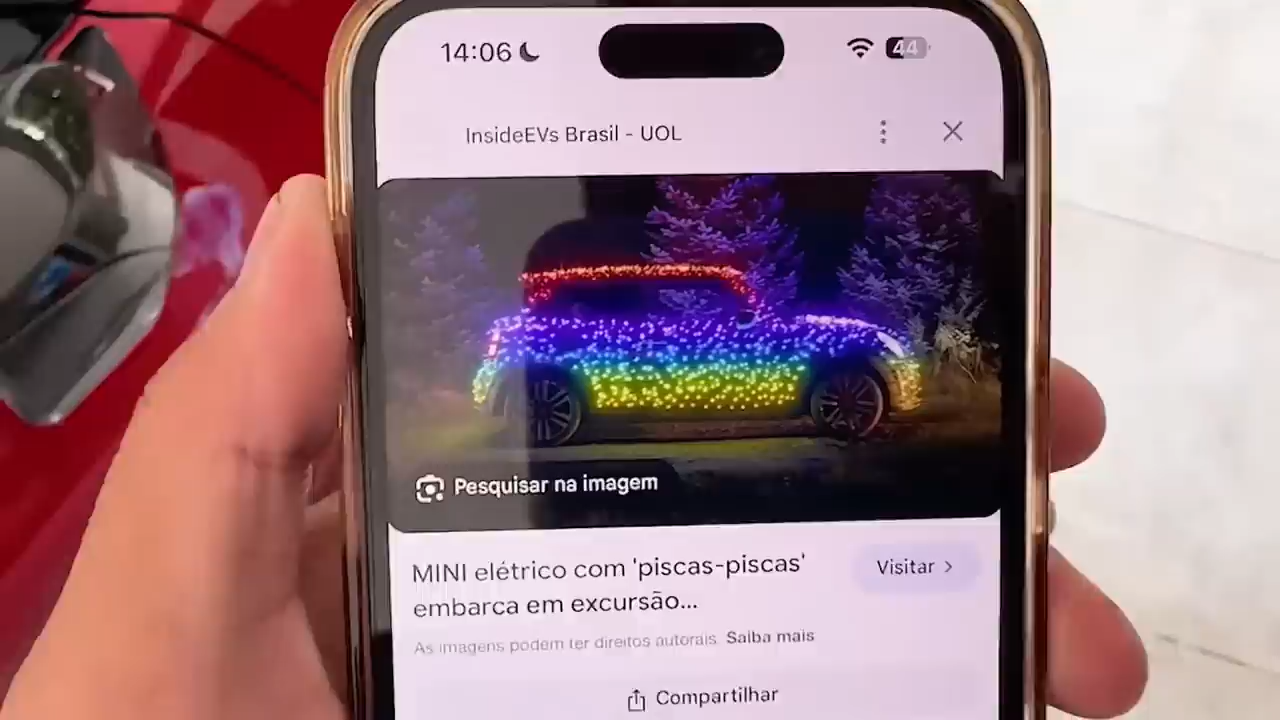 14:06
44
InsideEVs Brasil - UOL
Pesquisar na imagem
MINI elétrico com 'piscas-piscas'
embarca em excursão...
Visitar
As imagens podem ter direitos autorais. Saiba mais
Compartilhar